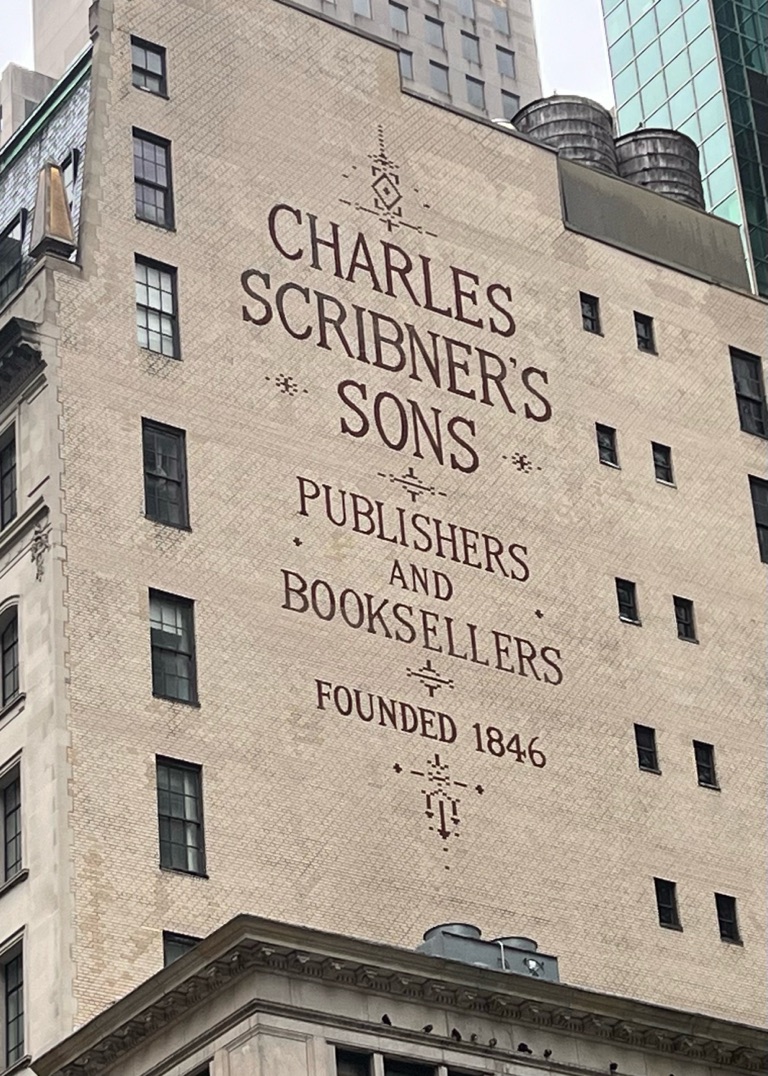 CHARLES
SCRIBNER'S
SONS
PUBLISHERS
AND
BOOKSELLERS
FOUNDED 1846